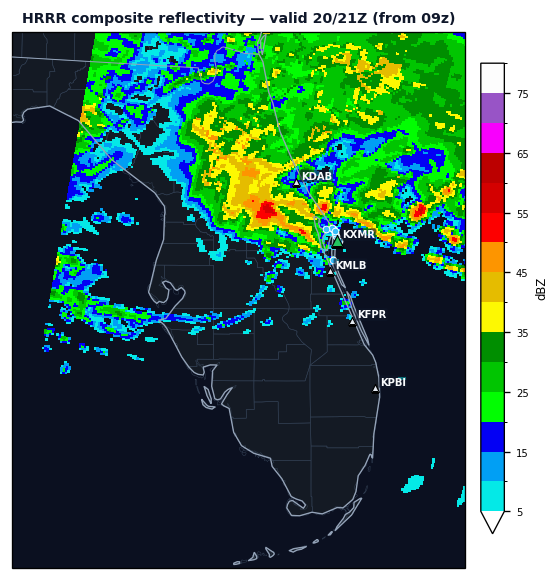 HRRR composite reflectivity — valid 20/21Z (from 09z)
KDAB
KXMR
KMLB
KFPR
KPBI
75
65
55
45
35
25
15
5
dBZ